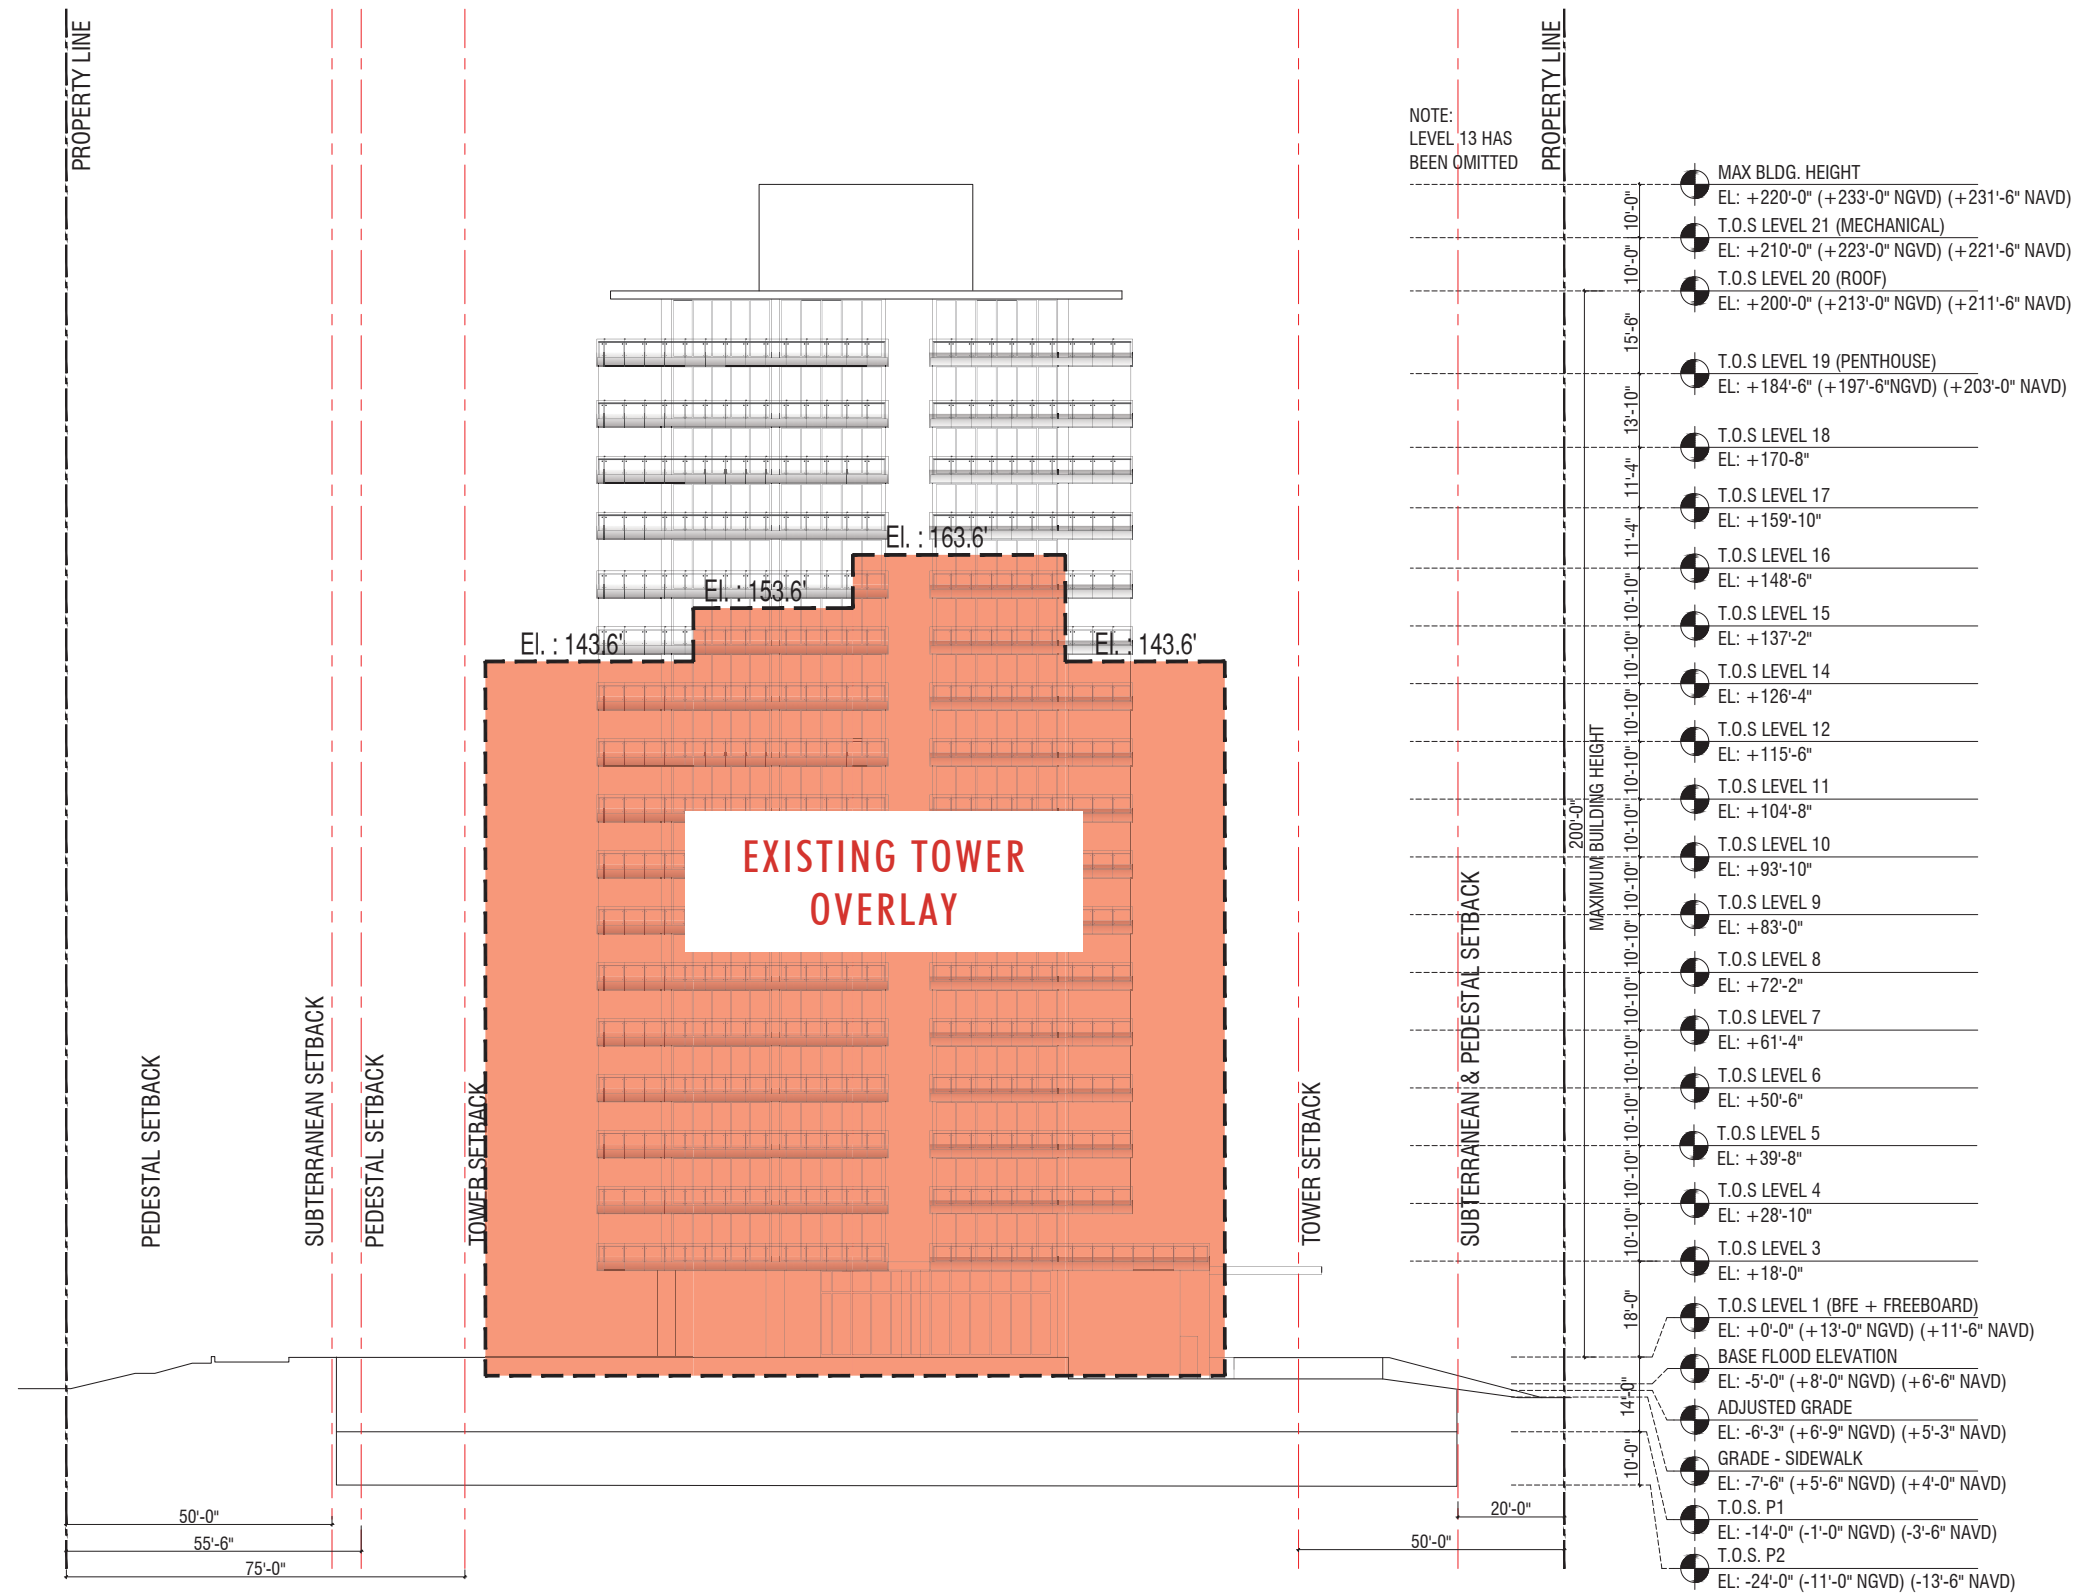 PROPERTY LINE
PROPERTY LINE
NOTE:
LEVEL 13 HAS
BEEN OMITTED
MAX BLDG. HEIGHT
EL: +220'-0" (+233'-0" NGVD) (+231'-6" NAVD)
T.O.S LEVEL 21 (MECHANICAL)
EL: +210'-0" (+223'-0" NGVD) (+221'-6" NAVD)
T.O.S LEVEL 20 (ROOF)
EL: +200'-0" (+213'-0" NGVD) (+211'-6" NAVD)
T.O.S LEVEL 19 (PENTHOUSE)
EL: +184'-6" (+197'-6"NGVD) (+203'-0" NAVD)
T.O.S LEVEL 18
EL: +170-8"
T.O.S LEVEL 17
EL: +159'-10"
T.O.S LEVEL 16
EL: +148'-6"
T.O.S LEVEL 15
EL: +137'-2"
T.O.S LEVEL 14
EL: +126'-4"
T.O.S LEVEL 12
EL: +115'-6"
T.O.S LEVEL 11
EL: +104'-8"
T.O.S LEVEL 10
EL: +93'-10"
T.O.S LEVEL 9
EL: +83'-0"
T.O.S LEVEL 8
EL: +72'-2"
T.O.S LEVEL 7
EL: +61'-4"
T.O.S LEVEL 6
EL: +50'-6"
T.O.S LEVEL 5
EL: +39'-8"
T.O.S LEVEL 4
EL: +28'-10"
T.O.S LEVEL 3
EL: +18'-0"
T.O.S LEVEL 1 (BFE + FREEBOARD)
EL: +0'-0" (+13'-0" NGVD) (+11'-6" NAVD)
BASE FLOOD ELEVATION
EL: -5'-0" (+8'-0" NGVD) (+6'-6" NAVD)
ADJUSTED GRADE
EL: -6'-3" (+6'-9" NGVD) (+5'-3" NAVD)
GRADE - SIDEWALK
EL: -7'-6" (+5'-6" NGVD) (+4'-0" NAVD)
T.O.S. P1
EL: -14'-0" (-1'-0" NGVD) (-3'-6" NAVD)
T.O.S. P2
EL: -24'-0" (-11'-0" NGVD) (-13'-6" NAVD)
10'-0"
10'-0"
15'-6"
13'-10"
11'-4"
11'-4"
10'-10"
10'-10"
10'-10"
10'-10"
10'-10"
10'-10"
10'-10"
10'-10"
10'-10"
10'-10"
10'-10"
10'-10"
18'-0"
14'-0"
10'-0"
200'-0"
MAXIMUM BUILDING HEIGHT
El. : 163.6'
El. : 153.6'
El. : 143.6'
El. : 143.6'
EXISTING TOWER
OVERLAY
PEDESTAL SETBACK
SUBTERRANEAN SETBACK
PEDESTAL SETBACK
TOWER SETBACK
TOWER SETBACK
SUBTERRANEAN & PEDESTAL SETBACK
50'-0"
55'-6"
75'-0"
20'-0"
50'-0"